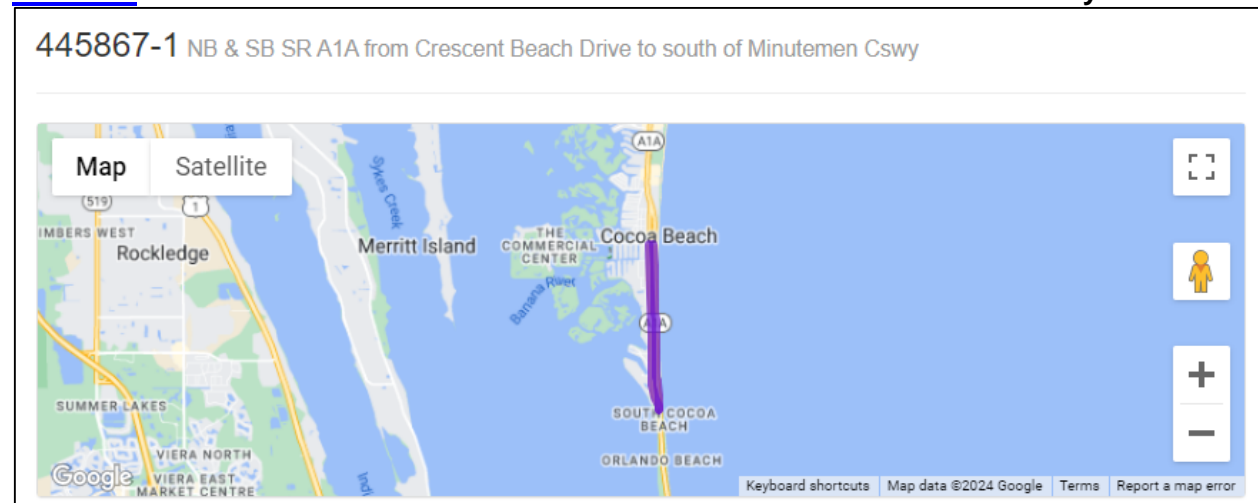 445867-1 NB & SB SR A1A from Crescent Beach Drive to south of Minutemen Cswy
Map Satellite
A1A
519
1
Sykes Creek
IMBERS WEST
Rockledge
Merritt Island
THE
COMMERCIAL
CENTER
Cocoa Beach
Banana River
A1A
SUMMER LAKES
SOUTH COCOA
BEACH
VIERA NORTH
ORLANDO BEACH
Google
VIERA EAST
MARKET CENTRE
Indi
Keyboard shortcuts Map data ©2024 Google Terms Report a map error